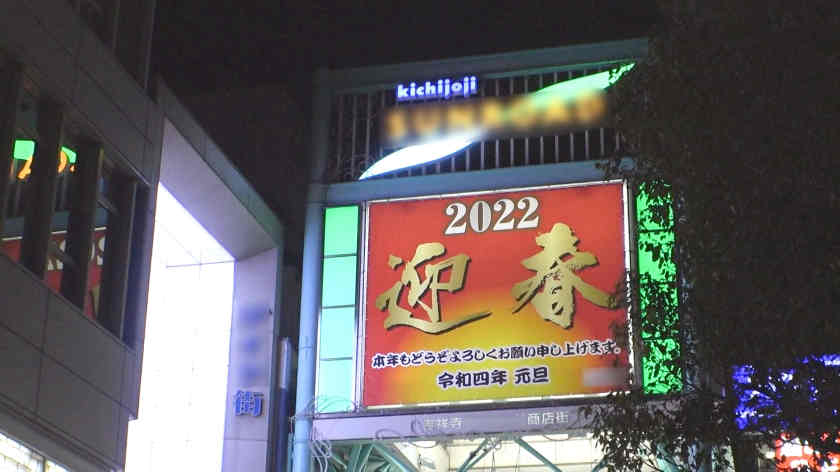 kichijoji
2022
迎春
本年もどうぞよろしくお願い申し上げます。
令和四年 元旦
吉祥寺 商店街
街